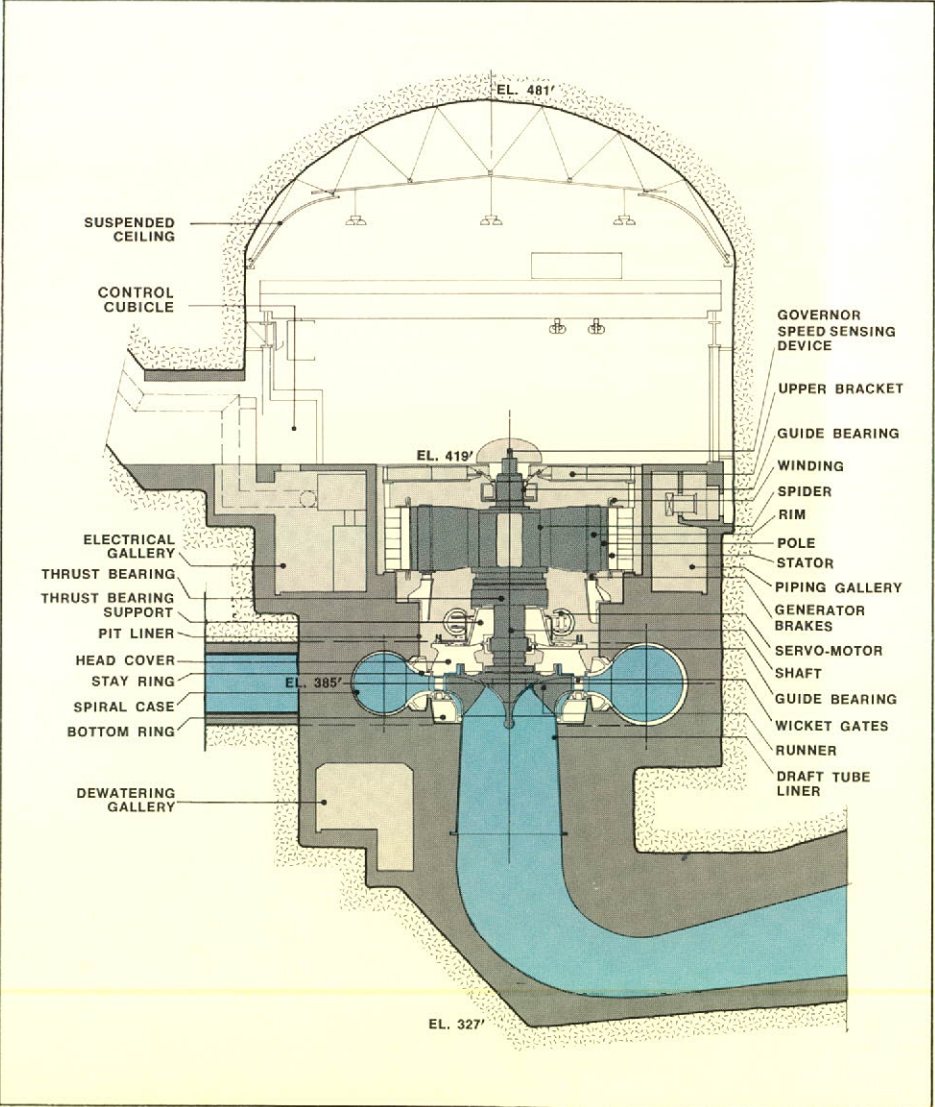 EL. 481′
SUSPENDED
CEILING
CONTROL
CUBICLE
EL. 419′
ELECTRICAL
GALLERY
THRUST BEARING
THRUST BEARING
SUPPORT
PIT LINER
HEAD COVER
STAY RING
EL. 385′
SPIRAL CASE
BOTTOM RING
DEWATERING
GALLERY
GOVERNOR
SPEED SENSING
DEVICE
UPPER BRACKET
GUIDE BEARING
WINDING
SPIDER
RIM
POLE
STATOR
PIPING GALLERY
GENERATOR
BRAKES
SERVO-MOTOR
SHAFT
GUIDE BEARING
WICKET GATES
RUNNER
DRAFT TUBE
LINER
EL. 327′